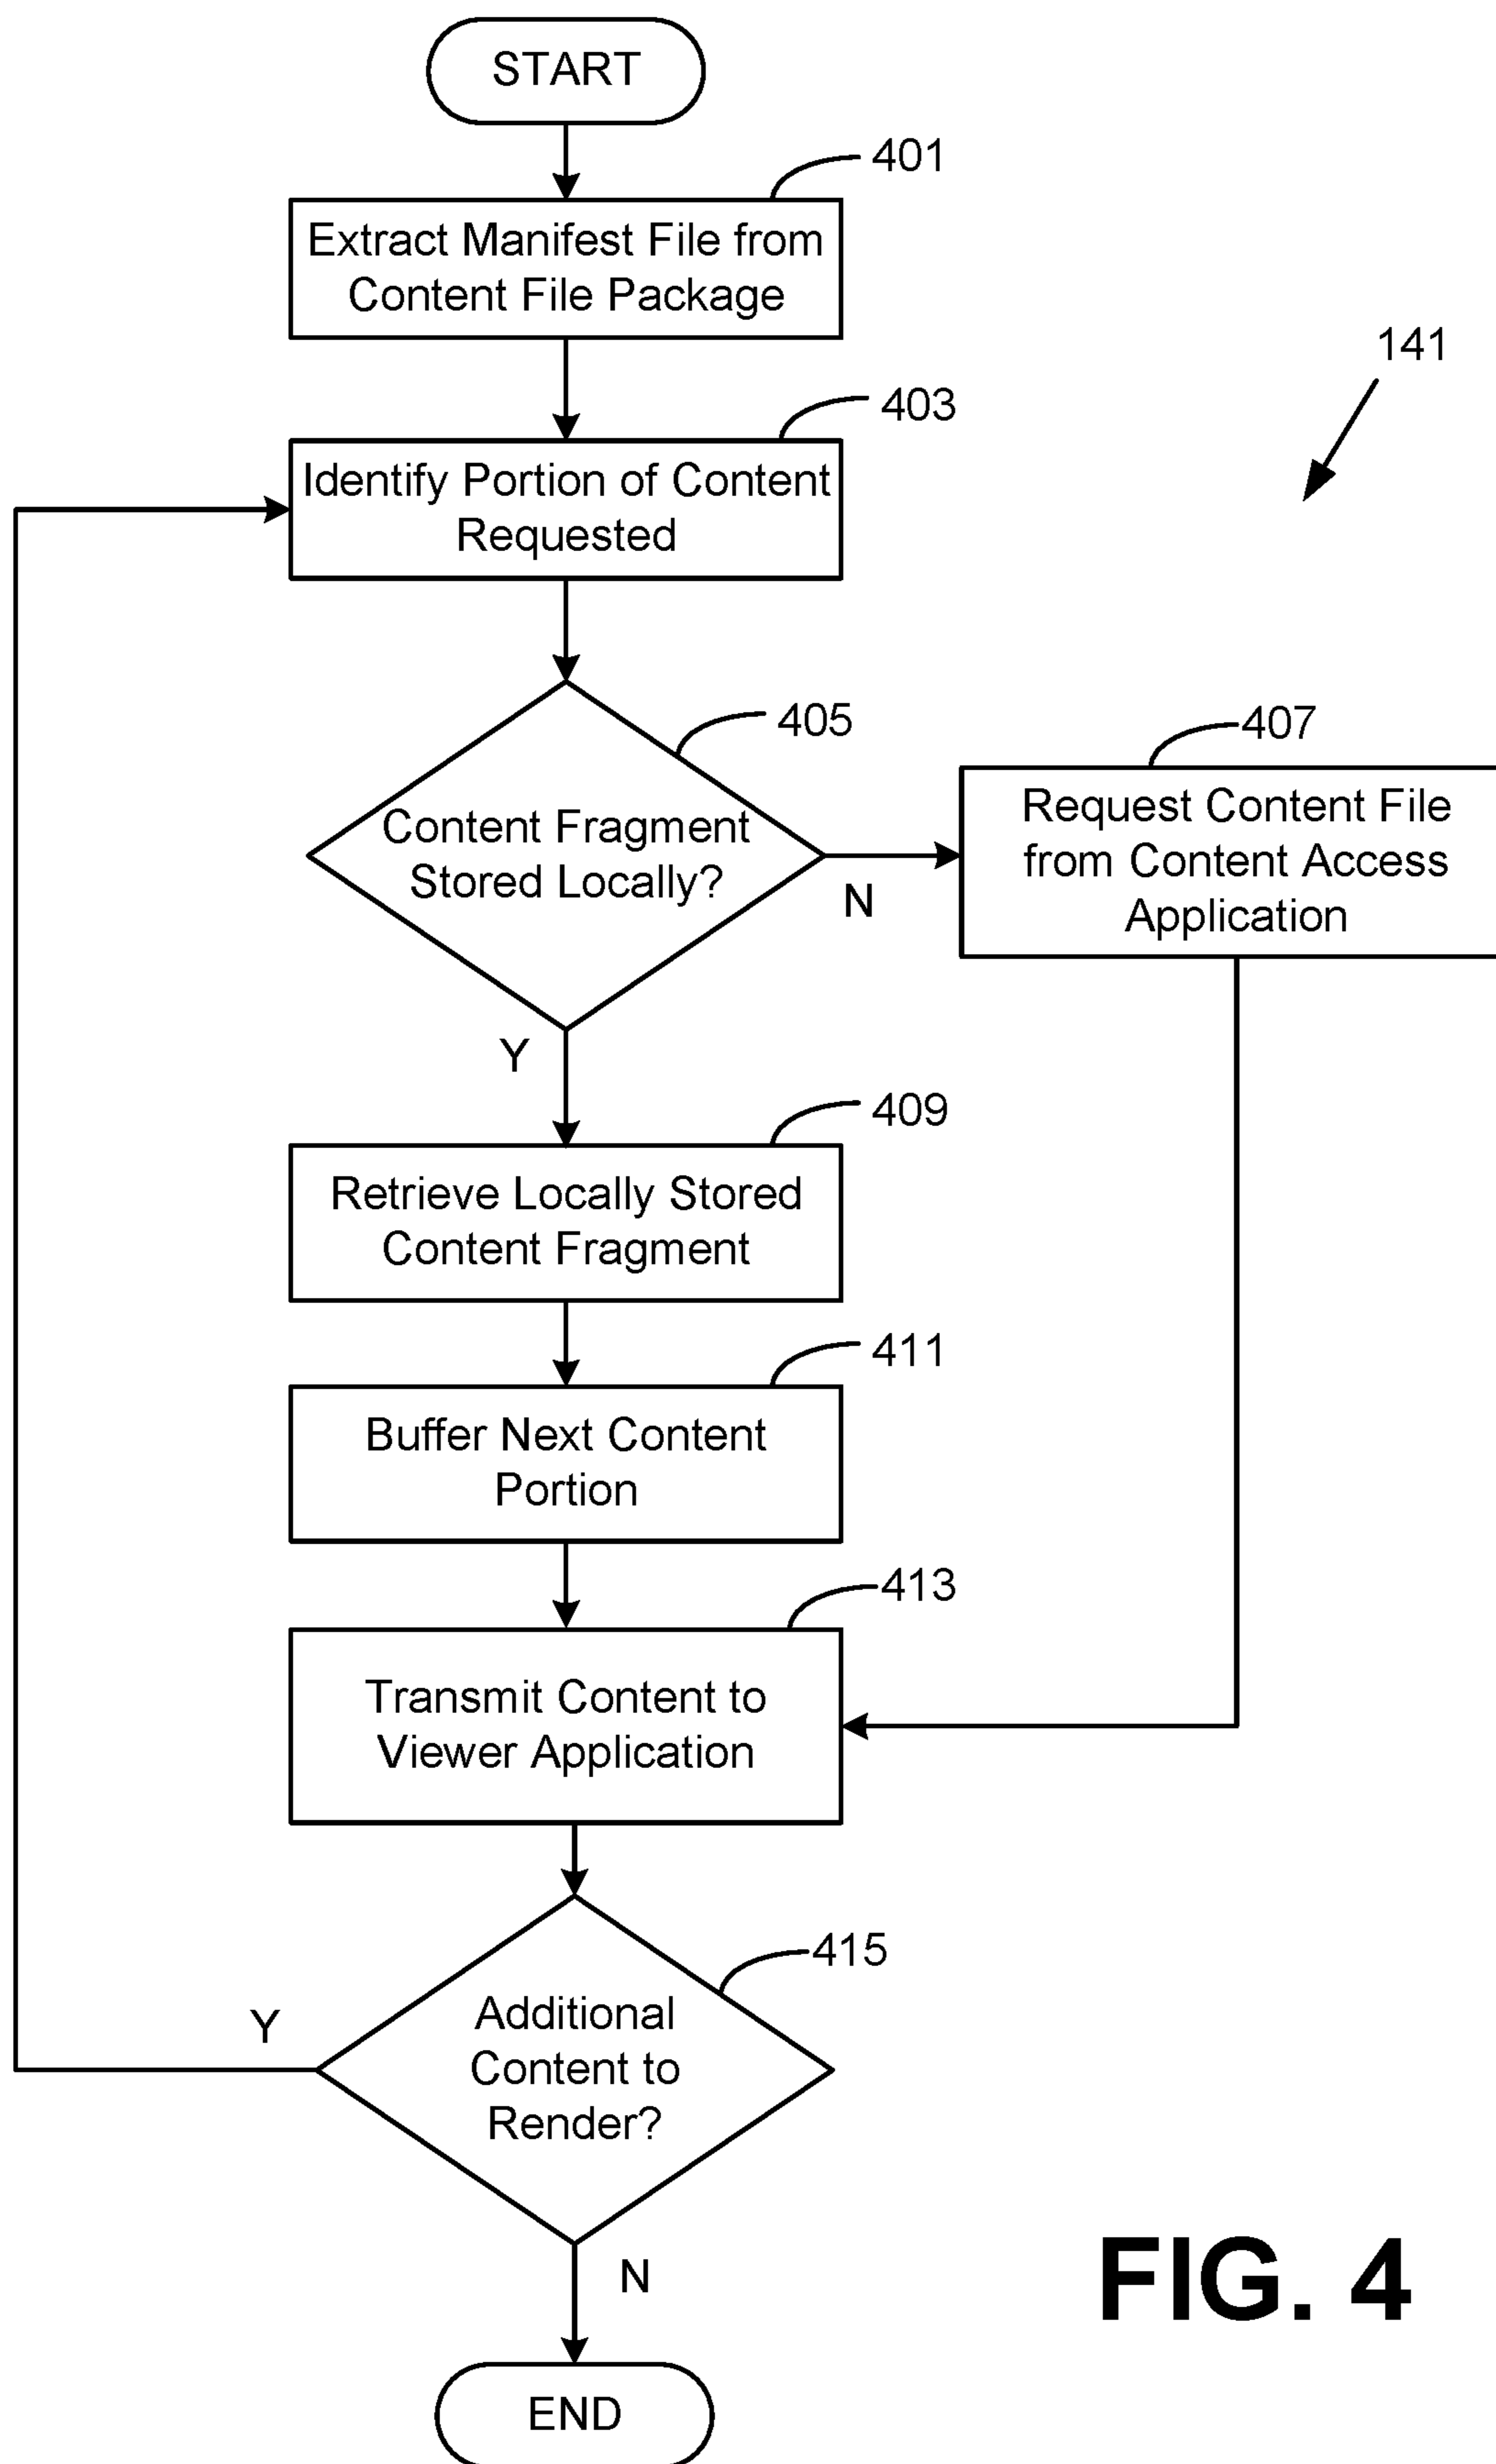 START
401
Extract Manifest File from
Content File Package
141
403
Identify Portion of Content
Requested
405
Content Fragment
Stored Locally?
N
407
Request Content File
from Content Access
Application
Y
409
Retrieve Locally Stored
Content Fragment
411
Buffer Next Content
Portion
413
Transmit Content to
Viewer Application
415
Additional
Content to
Render?
Y
N
END
FIG. 4